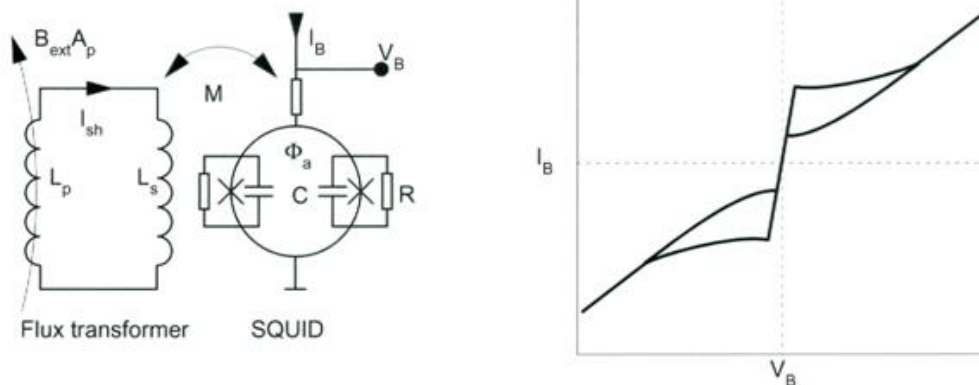 B_ext A_p
I_B
V_B
M
I_sh
Φ_a
L_p
L_s
C
R
Flux transformer
SQUID
I_B
V_B